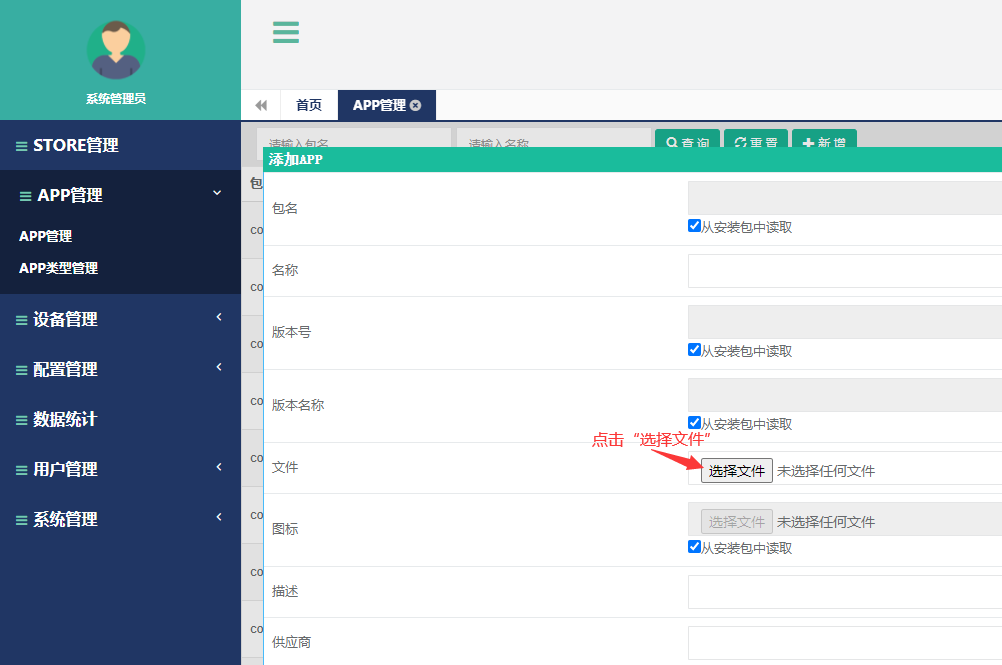 系统管理员
STORE管理
APP管理
APP管理
APP类型管理
设备管理
配置管理
数据统计
用户管理
系统管理
首页
APP管理
请输入包名
请输入名称
查询
重置
新增
包
co
co
co
co
co
co
co
co
添加APP
包名
从安装包中读取
名称
版本号
从安装包中读取
版本名称
从安装包中读取
点击“选择文件”
文件
选择文件 未选择任何文件
图标
选择文件 未选择任何文件
从安装包中读取
描述
供应商